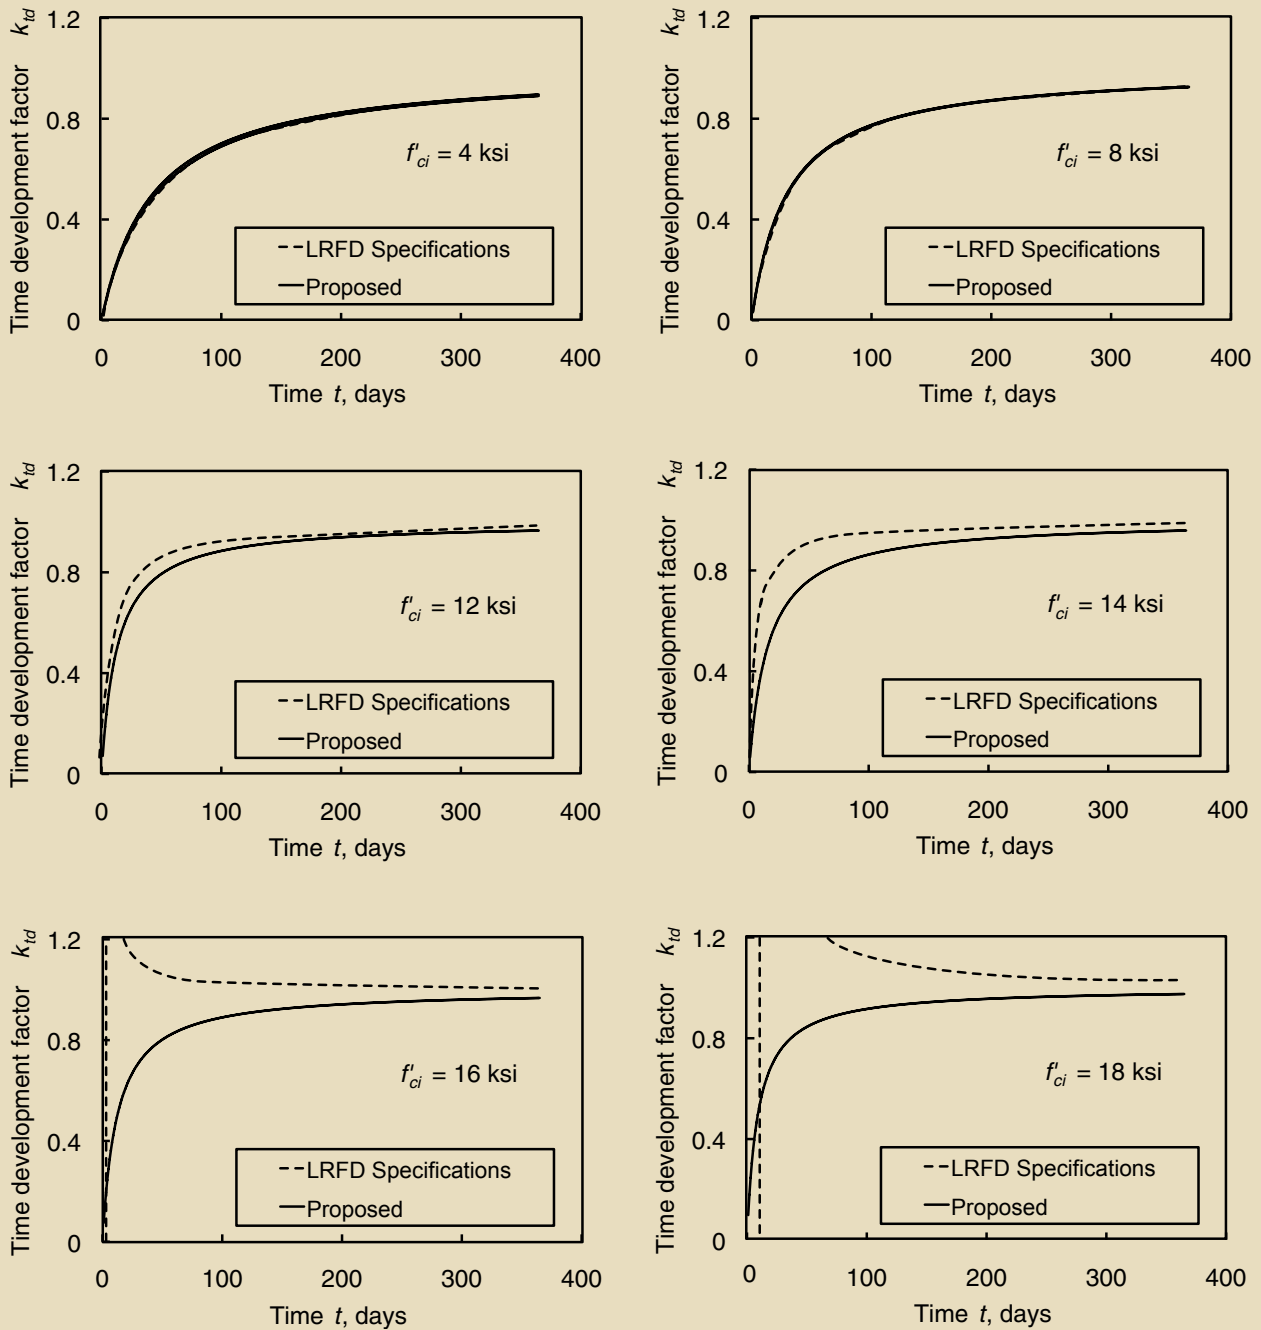 Time development factor k_td
1.2
0.8
0.4
0
f'ci = 4 ksi
LRFD Specifications
Proposed
0 100 200 300 400
Time t, days
Time development factor k_td
1.2
0.8
0.4
0
f'ci = 8 ksi
LRFD Specifications
Proposed
0 100 200 300 400
Time t, days
Time development factor k_td
1.2
0.8
0.4
0
f'ci = 12 ksi
LRFD Specifications
Proposed
0 100 200 300 400
Time t, days
Time development factor k_td
1.2
0.8
0.4
0
f'ci = 14 ksi
LRFD Specifications
Proposed
0 100 200 300 400
Time t, days
Time development factor k_td
1.2
0.8
0.4
0
f'ci = 16 ksi
LRFD Specifications
Proposed
0 100 200 300 400
Time t, days
Time development factor k_td
1.2
0.8
0.4
0
f'ci = 18 ksi
LRFD Specifications
Proposed
0 100 200 300 400
Time t, days